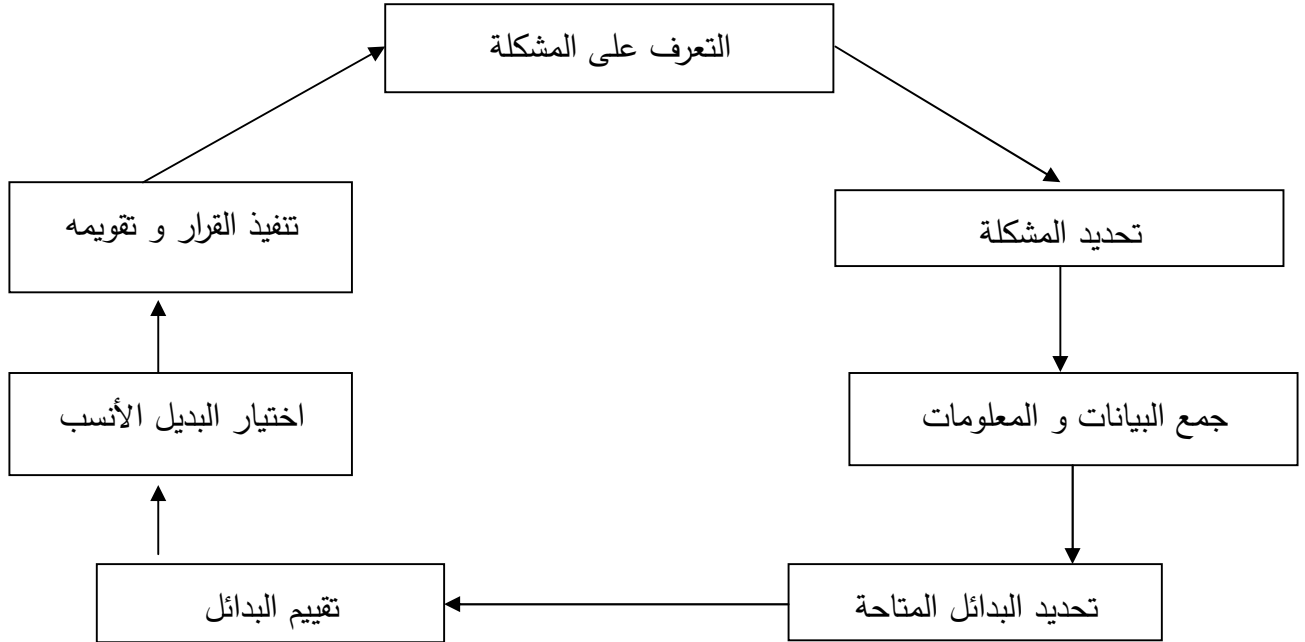 التعرف على المشكلة
تحديد المشكلة
جمع البيانات و المعلومات
تحديد البدائل المتاحة
تقييم البدائل
اختيار البديل الأنسب
تنفيذ القرار و تقويمه